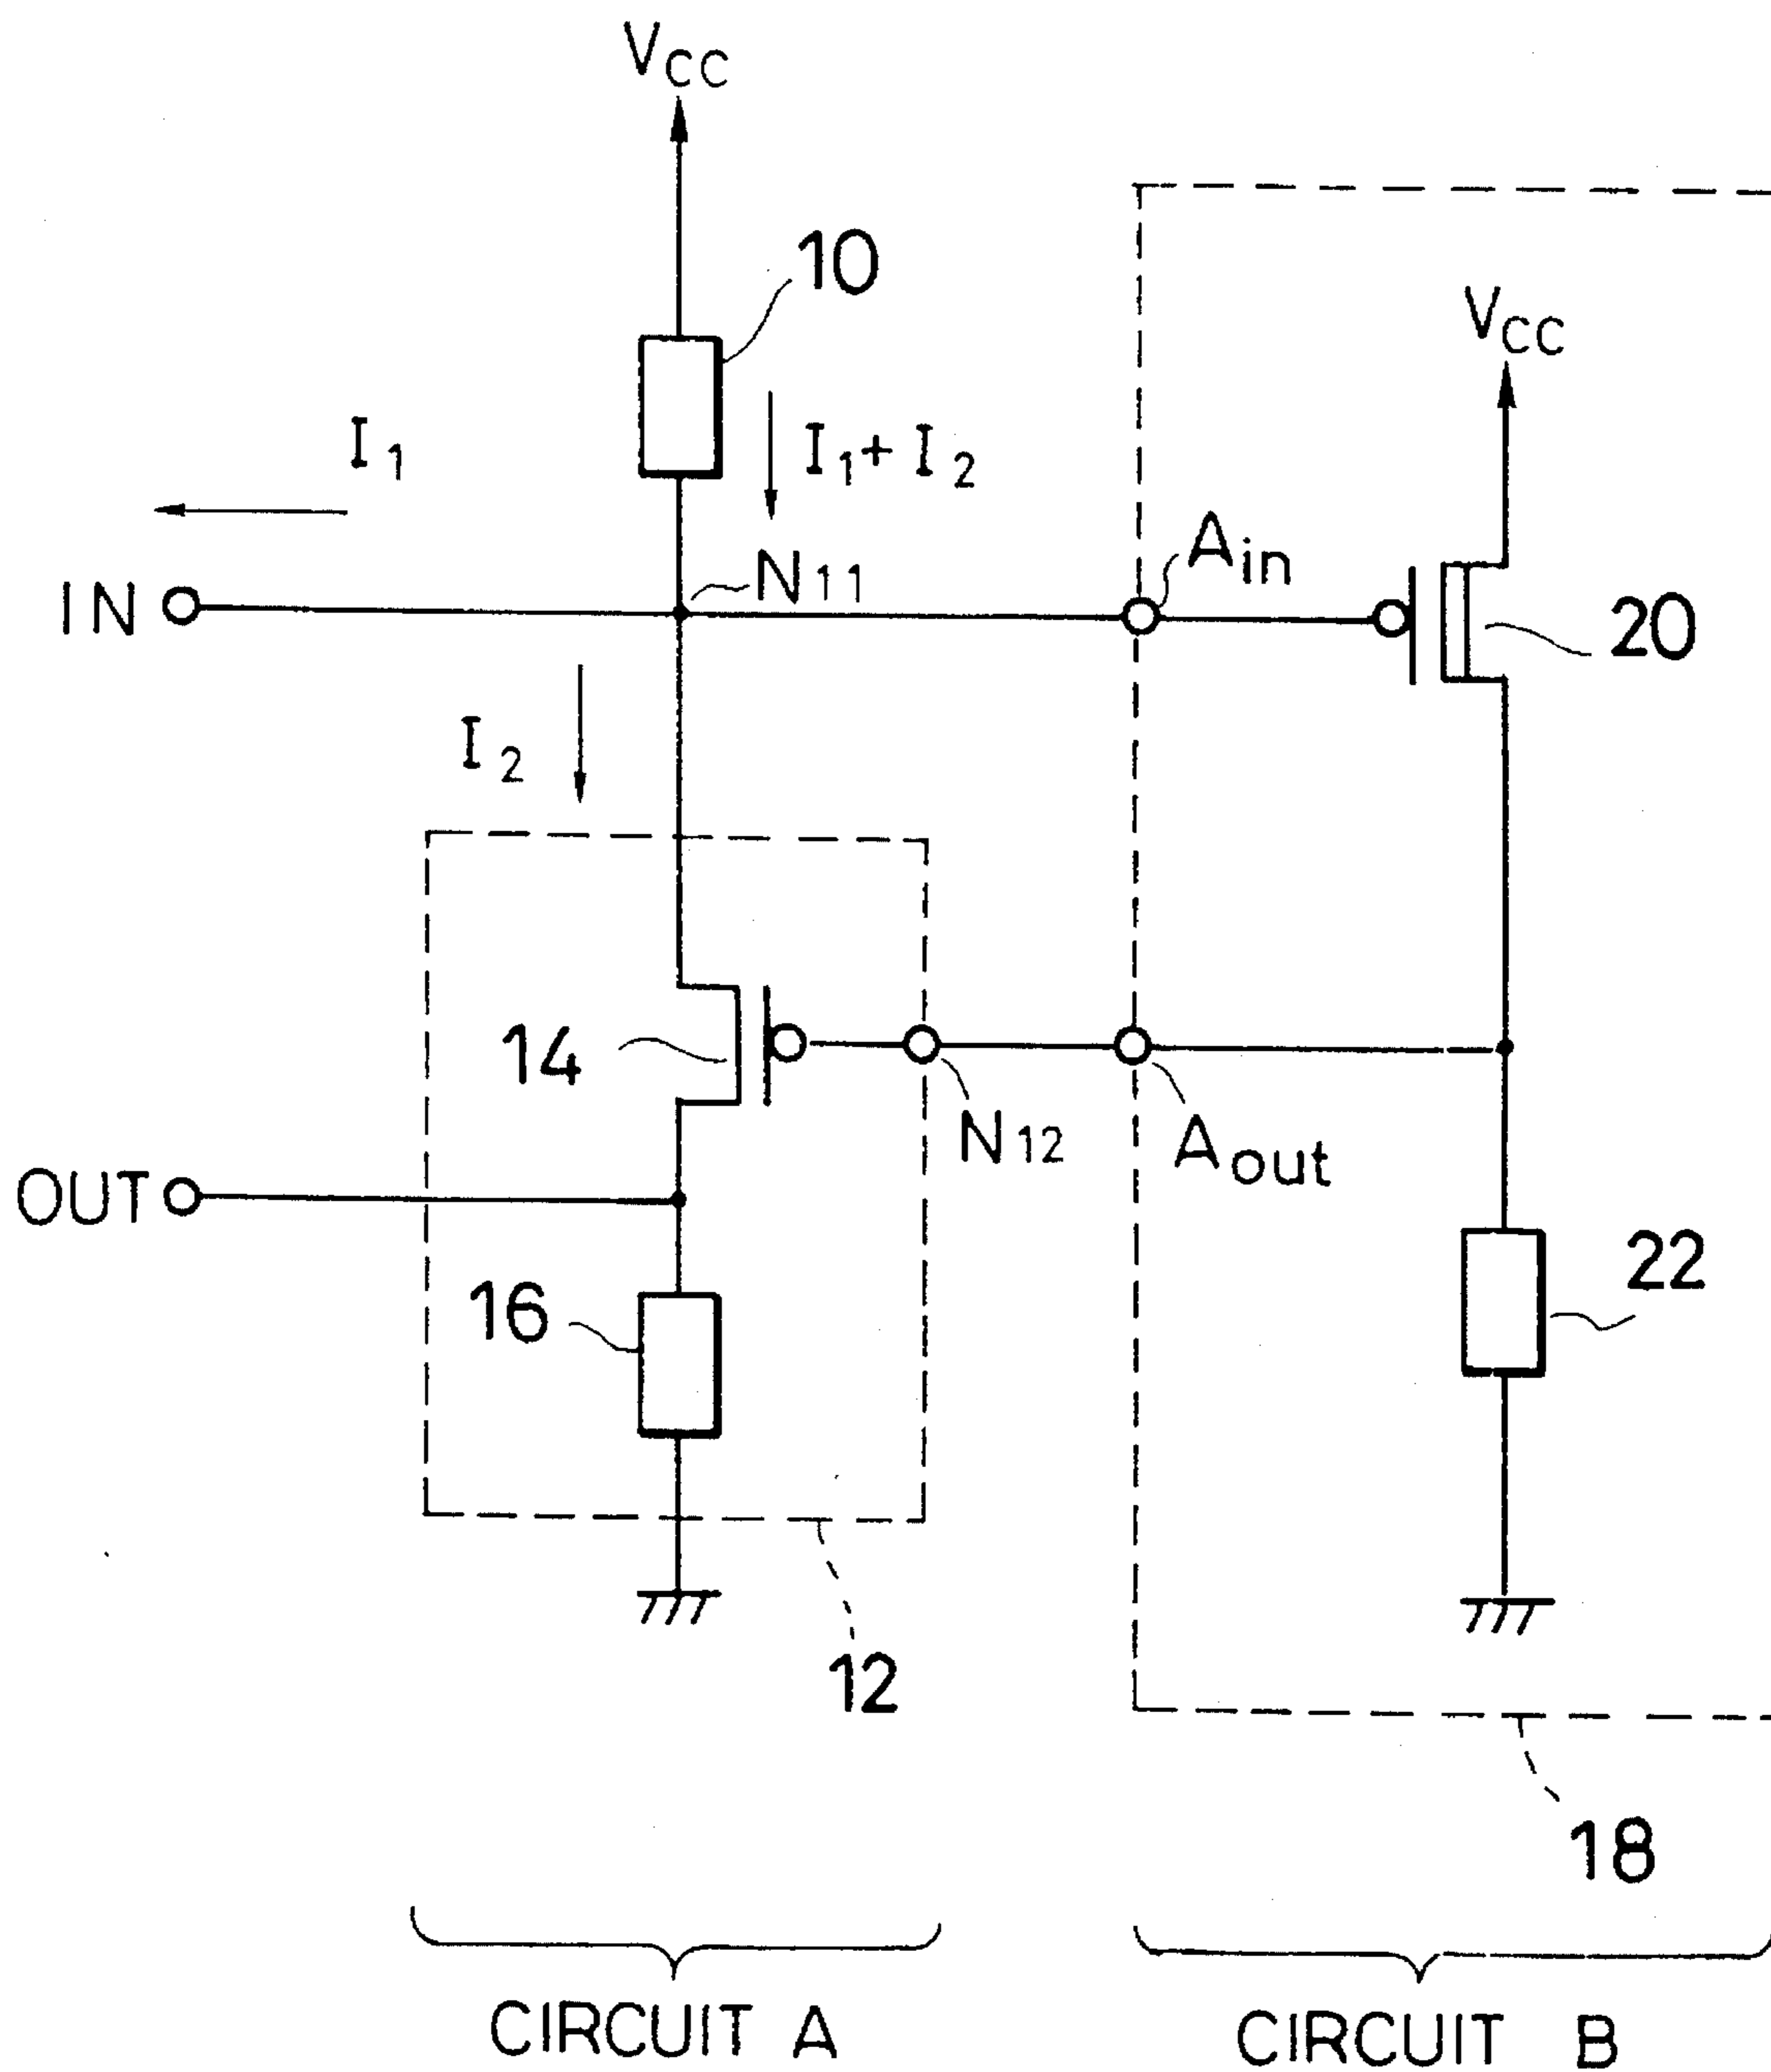 VCC
10
VCC
I1
I1+I2
Ain
N11
IN
20
I2
14
N12
Aout
OUT
22
16
12
18
CIRCUIT A
CIRCUIT B